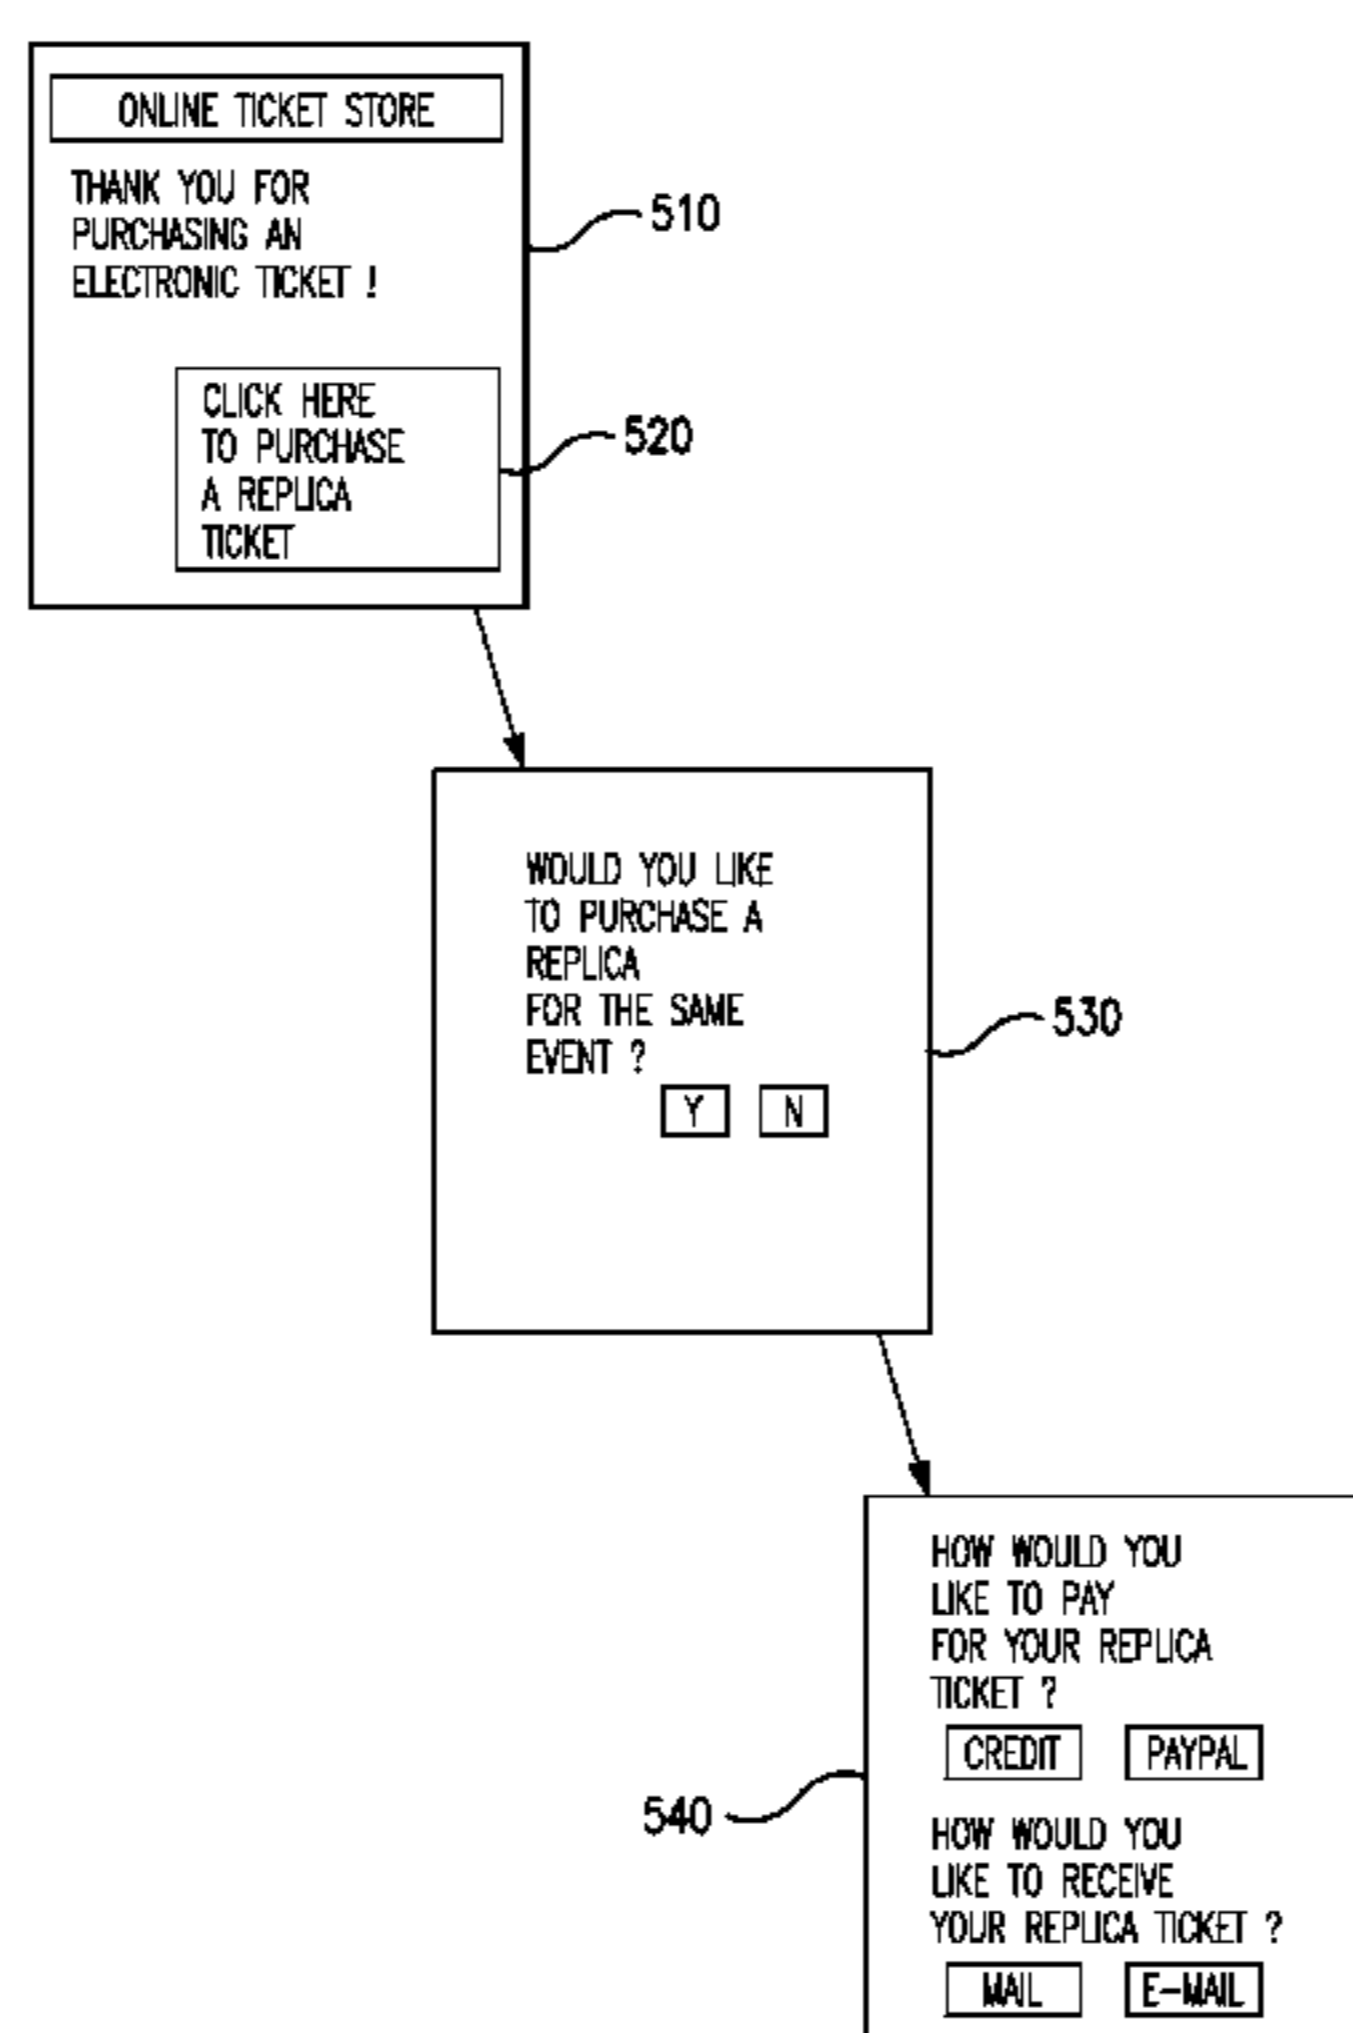 ONLINE TICKET STORE
THANK YOU FOR
PURCHASING AN
ELECTRONIC TICKET !
510
CLICK HERE
TO PURCHASE
A REPLICA
TICKET
520
WOULD YOU LIKE
TO PURCHASE A
REPLICA
FOR THE SAME
EVENT ?
Y N
530
HOW WOULD YOU
LIKE TO PAY
FOR YOUR REPLICA
TICKET ?
CREDIT PAYPAL
540
HOW WOULD YOU
LIKE TO RECEIVE
YOUR REPLICA TICKET ?
MAIL E-MAIL